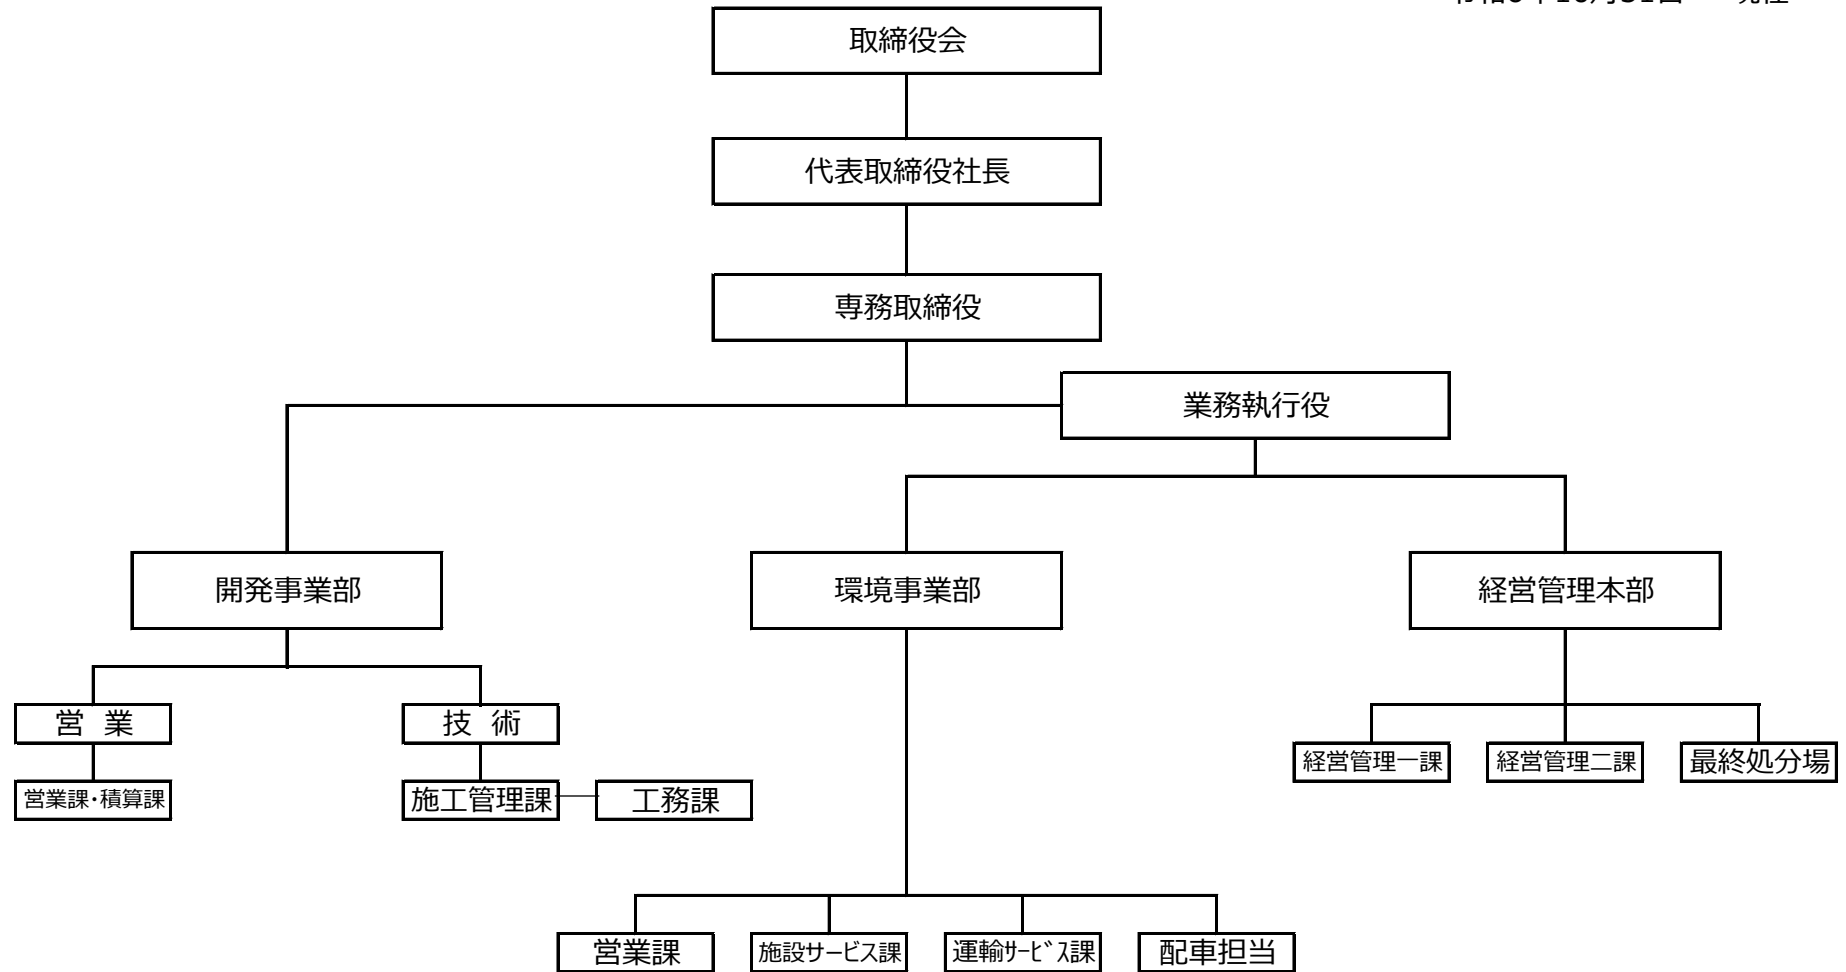 取締役会
代表取締役社長
専務取締役
業務執行役
開発事業部
環境事業部
経営管理本部
営 業
技 術
経営管理一課
経営管理二課
最終処分場
営業課・積算課
施工管理課
工務課
営業課
施設サービス課
運輸ｻｰﾋﾞｽ課
配車担当